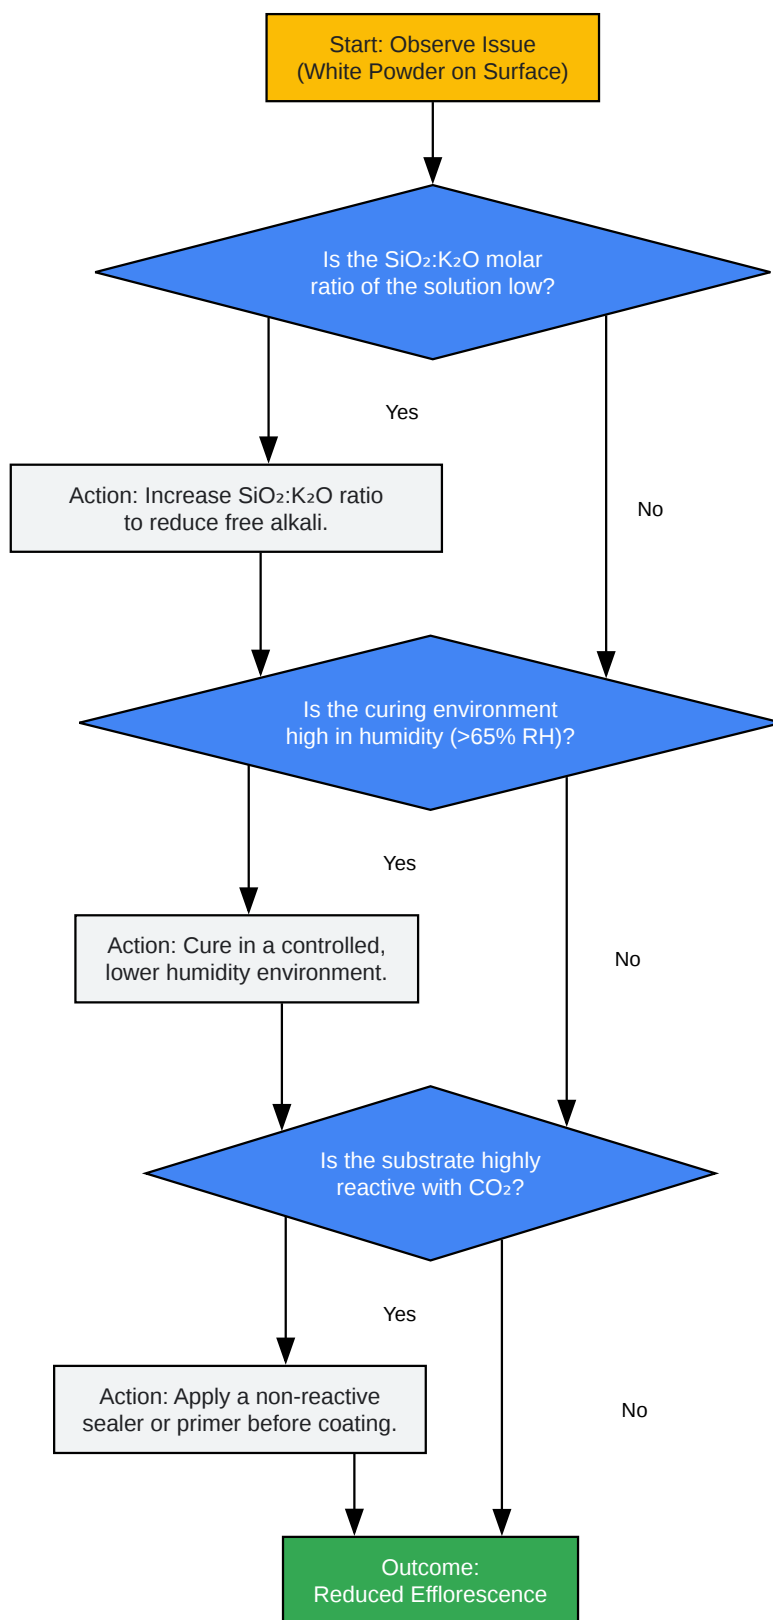 Start: Observe Issue
(White Powder on Surface)
Is the SiO₂:K₂O molar
ratio of the solution low?
Yes
Action: Increase SiO₂:K₂O ratio
to reduce free alkali.
No
Is the curing environment
high in humidity (>65% RH)?
Yes
Action: Cure in a controlled,
lower humidity environment.
No
Is the substrate highly
reactive with CO₂?
Yes
Action: Apply a non-reactive
sealer or primer before coating.
No
Outcome:
Reduced Efflorescence